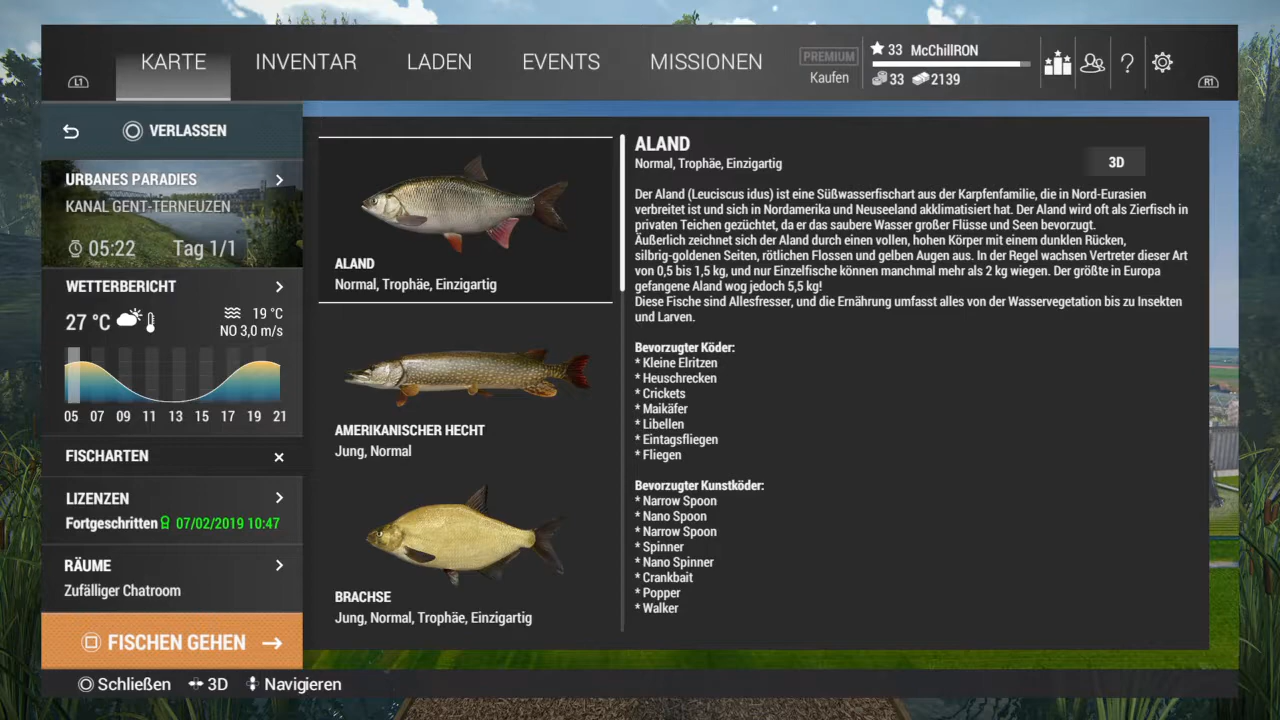 L1
KARTE
INVENTAR
LADEN
EVENTS
MISSIONEN
PREMIUM
Kaufen
33 McChillRON
33 2139
?
R1
VERLASSEN
URBANES PARADIES
KANAL GENT-TERNEUZEN
05:22 Tag 1/1
WETTERBERICHT
27 °C
19 °C
NO 3,0 m/s
05 07 09 11 13 15 17 19 21
FISCHARTEN
LIZENZEN
Fortgeschritten 07/02/2019 10:47
RÄUME
Zufälliger Chatroom
FISCHEN GEHEN
ALAND
Normal, Trophäe, Einzigartig
AMERIKANISCHER HECHT
Jung, Normal
BRACHSE
Jung, Normal, Trophäe, Einzigartig
ALAND
Normal, Trophäe, Einzigartig
3D
Der Aland (Leuciscus idus) ist eine Süßwasserfischart aus der Karpfenfamilie, die in Nord-Eurasien
verbreitet ist und sich in Nordamerika und Neuseeland akklimatisiert hat. Der Aland wird oft als Zierfisch in
privaten Teichen gezüchtet, da er das saubere Wasser großer Flüsse und Seen bevorzugt.
Äußerlich zeichnet sich der Aland durch einen vollen, hohen Körper mit einem dunklen Rücken,
silbrig-goldenen Seiten, rötlichen Flossen und gelben Augen aus. In der Regel wachsen Vertreter dieser Art
von 0,5 bis 1,5 kg, und nur Einzelfische können manchmal mehr als 2 kg wiegen. Der größte in Europa
gefangene Aland wog jedoch 5,5 kg!
Diese Fische sind Allesfresser, und die Ernährung umfasst alles von der Wasservegetation bis zu Insekten
und Larven.
Bevorzugter Köder:
* Kleine Elritzen
* Heuschrecken
* Crickets
* Maikäfer
* Libellen
* Eintagsfliegen
* Fliegen
Bevorzugter Kunstköder:
* Narrow Spoon
* Nano Spoon
* Narrow Spoon
* Spinner
* Nano Spinner
* Crankbait
* Popper
* Walker
Schließen 3D Navigieren